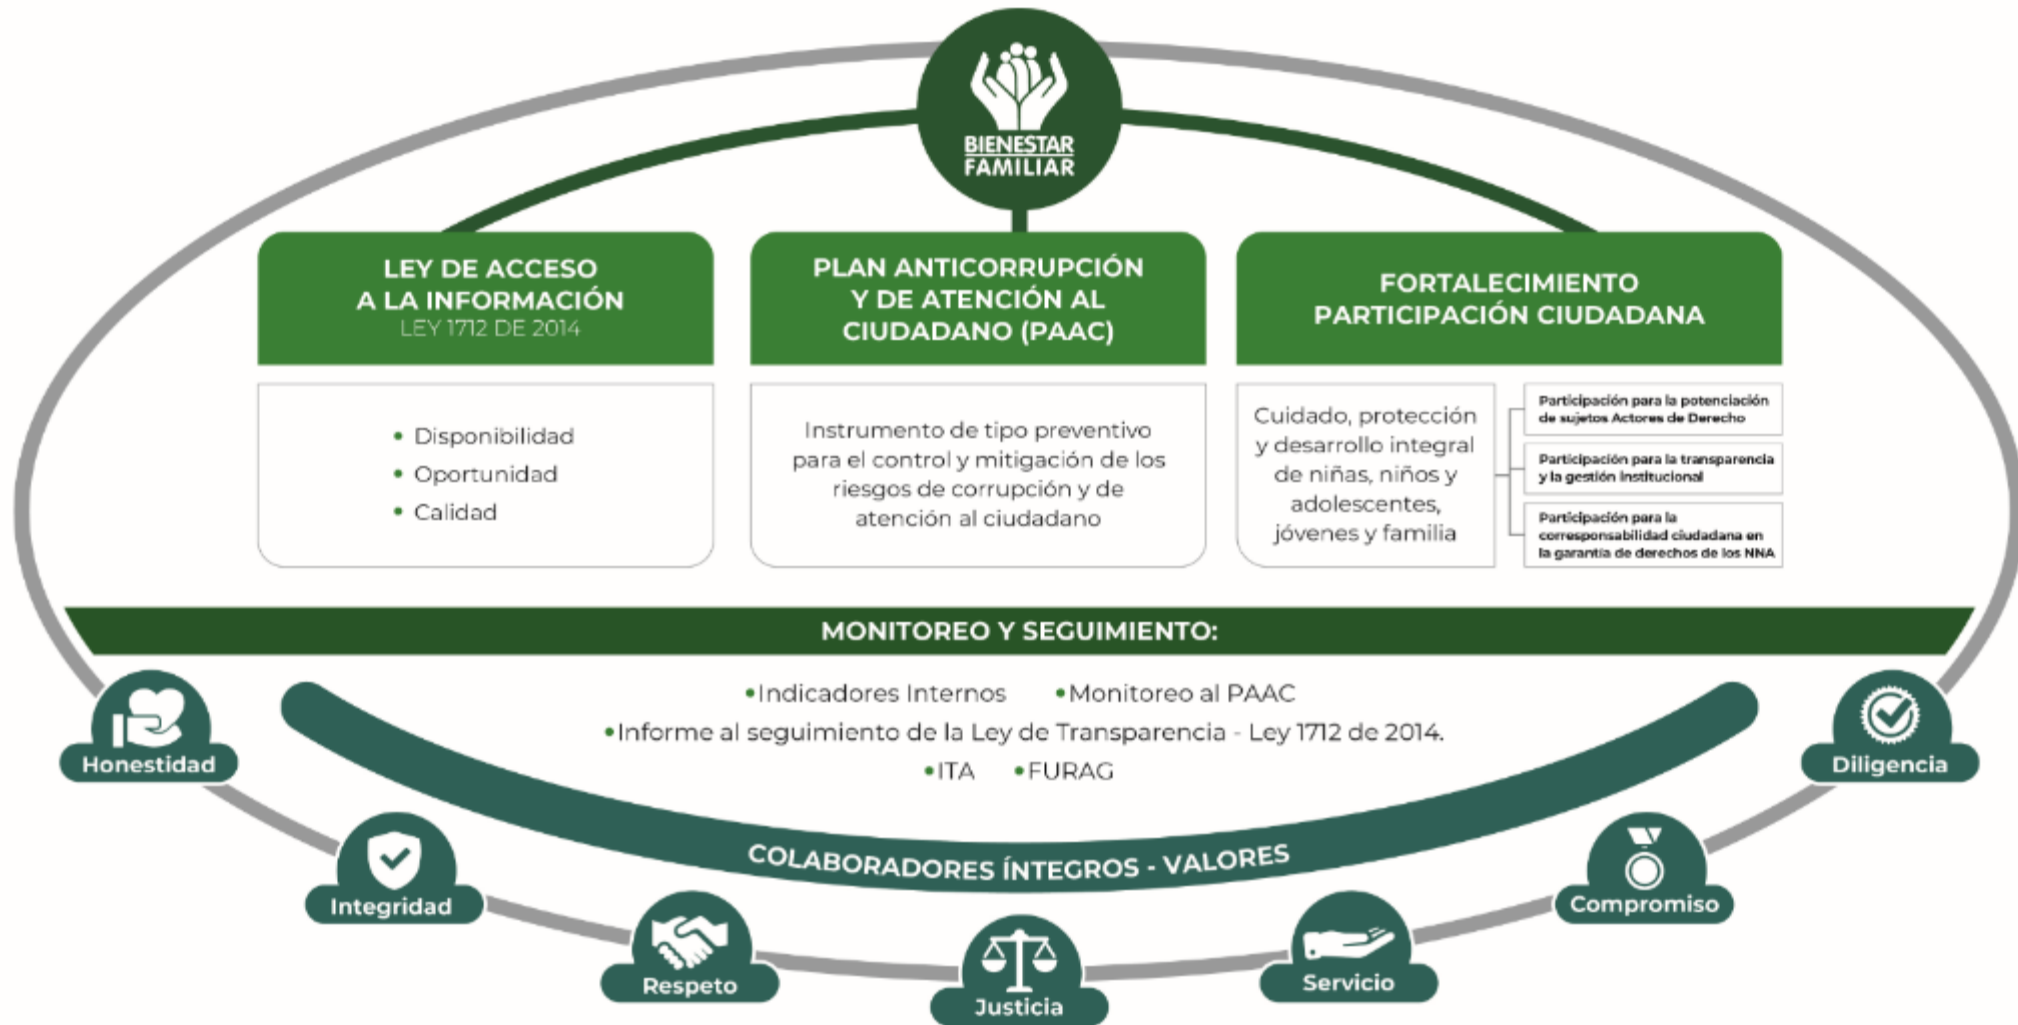 BIENESTAR
FAMILIAR
LEY DE ACCESO
A LA INFORMACIÓN
LEY 1712 DE 2014
• Disponibilidad
• Oportunidad
• Calidad
PLAN ANTICORRUPCIÓN
Y DE ATENCIÓN AL
CIUDADANO (PAAC)
Instrumento de tipo preventivo
para el control y mitigación de los
riesgos de corrupción y de
atención al ciudadano
FORTALECIMIENTO
PARTICIPACIÓN CIUDADANA
Cuidado, protección
y desarrollo integral
de niñas, niños y
adolescentes,
jóvenes y familia
Participación para la potenciación
de sujetos Actores de Derecho
Participación para la transparencia
y la gestión institucional
Participación para la
corresponsabilidad ciudadana en
la garantía de derechos de los NNA
MONITOREO Y SEGUIMIENTO:
•Indicadores Internos •Monitoreo al PAAC
•Informe al seguimiento de la Ley de Transparencia - Ley 1712 de 2014.
•ITA •FURAG
COLABORADORES ÍNTEGROS - VALORES
Honestidad
Integridad
Respeto
Justicia
Servicio
Compromiso
Diligencia